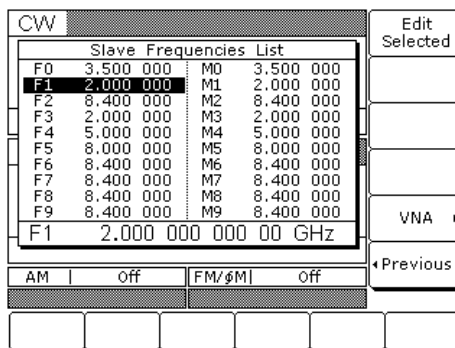 CW
Edit
Selected
Slave Frequencies List
F0 3.500 000 M0 3.500 000
F1 2.000 000 M1 2.000 000
F2 8.400 000 M2 8.400 000
F3 2.000 000 M3 2.000 000
F4 5.000 000 M4 5.000 000
F5 8.000 000 M5 8.000 000
F6 8.400 000 M6 8.400 000
F7 8.400 000 M7 8.400 000
F8 8.400 000 M8 8.400 000
F9 8.400 000 M9 8.400 000
F1 2.000 000 000 00 GHz
VNA
Previous
AM | Off FM/ϕM| Off